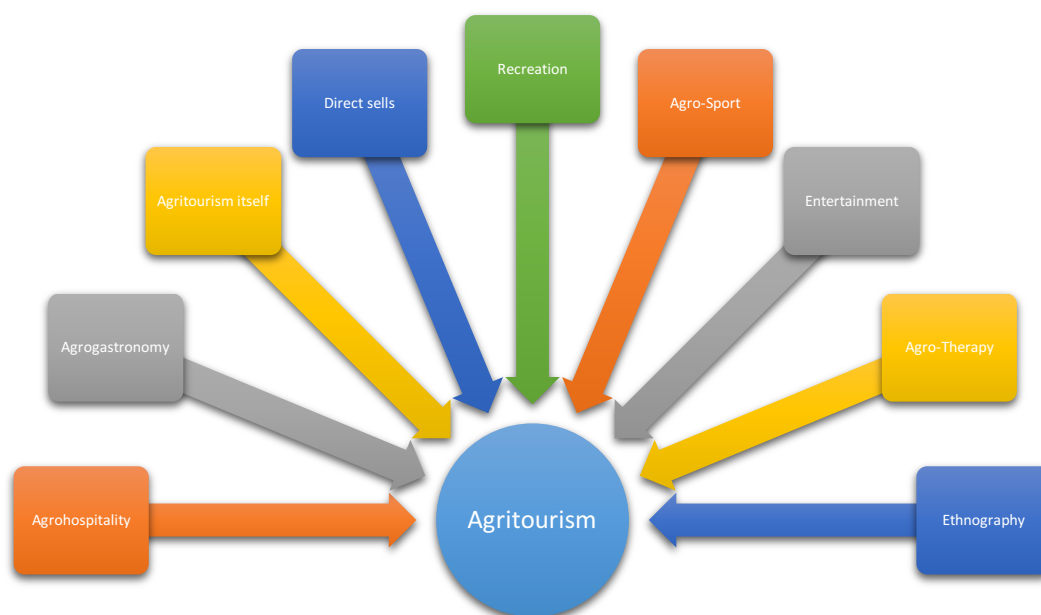 Recreation
Direct sells
Agro-Sport
Agritourism itself
Entertainment
Agrogastronomy
Agro-Therapy
Agrohospitality
Agritourism
Ethnography